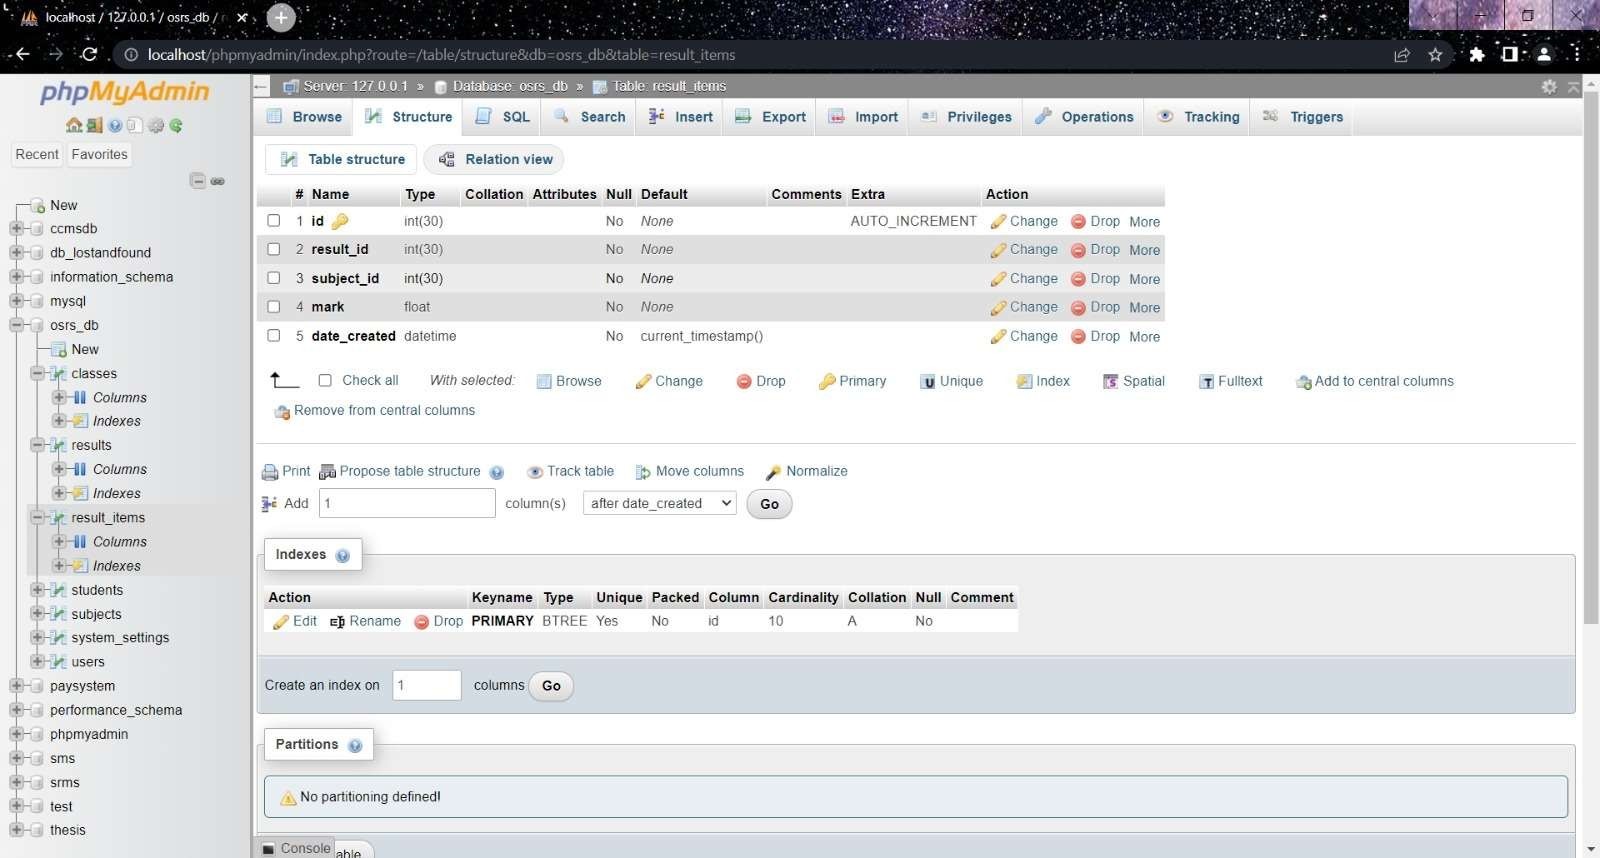 localhost / 127.0.0.1 / osrs_db /
localhost/phpmyadmin/index.php?route=/table/structure&db=osrs_db&table=result_items
phpMyAdmin
Recent Favorites
New
ccmsdb
db_lostandfound
information_schema
mysql
osrs_db
New
classes
Columns
Indexes
results
Columns
Indexes
result_items
Columns
Indexes
students
subjects
system_settings
users
paysystem
performance_schema
phpmyadmin
sms
srms
test
thesis
Server: 127.0.0.1 » Database: osrs_db » Table: result_items
Browse Structure SQL Search Insert Export Import Privileges Operations Tracking Triggers
Table structure Relation view
# Name Type Collation Attributes Null Default Comments Extra Action
1 id int(30) No None AUTO_INCREMENT Change Drop More
2 result_id int(30) No None Change Drop More
3 subject_id int(30) No None Change Drop More
4 mark float No None Change Drop More
5 date_created datetime No current_timestamp() Change Drop More
Check all With selected: Browse Change Drop Primary Unique Index Spatial Fulltext Add to central columns
Remove from central columns
Print Propose table structure Track table Move columns Normalize
Add 1 column(s) after date_created Go
Indexes
Action Keyname Type Unique Packed Column Cardinality Collation Null Comment
Edit Rename Drop PRIMARY BTREE Yes No id 10 A No
Create an index on 1 columns Go
Partitions
No partitioning defined!
Console able